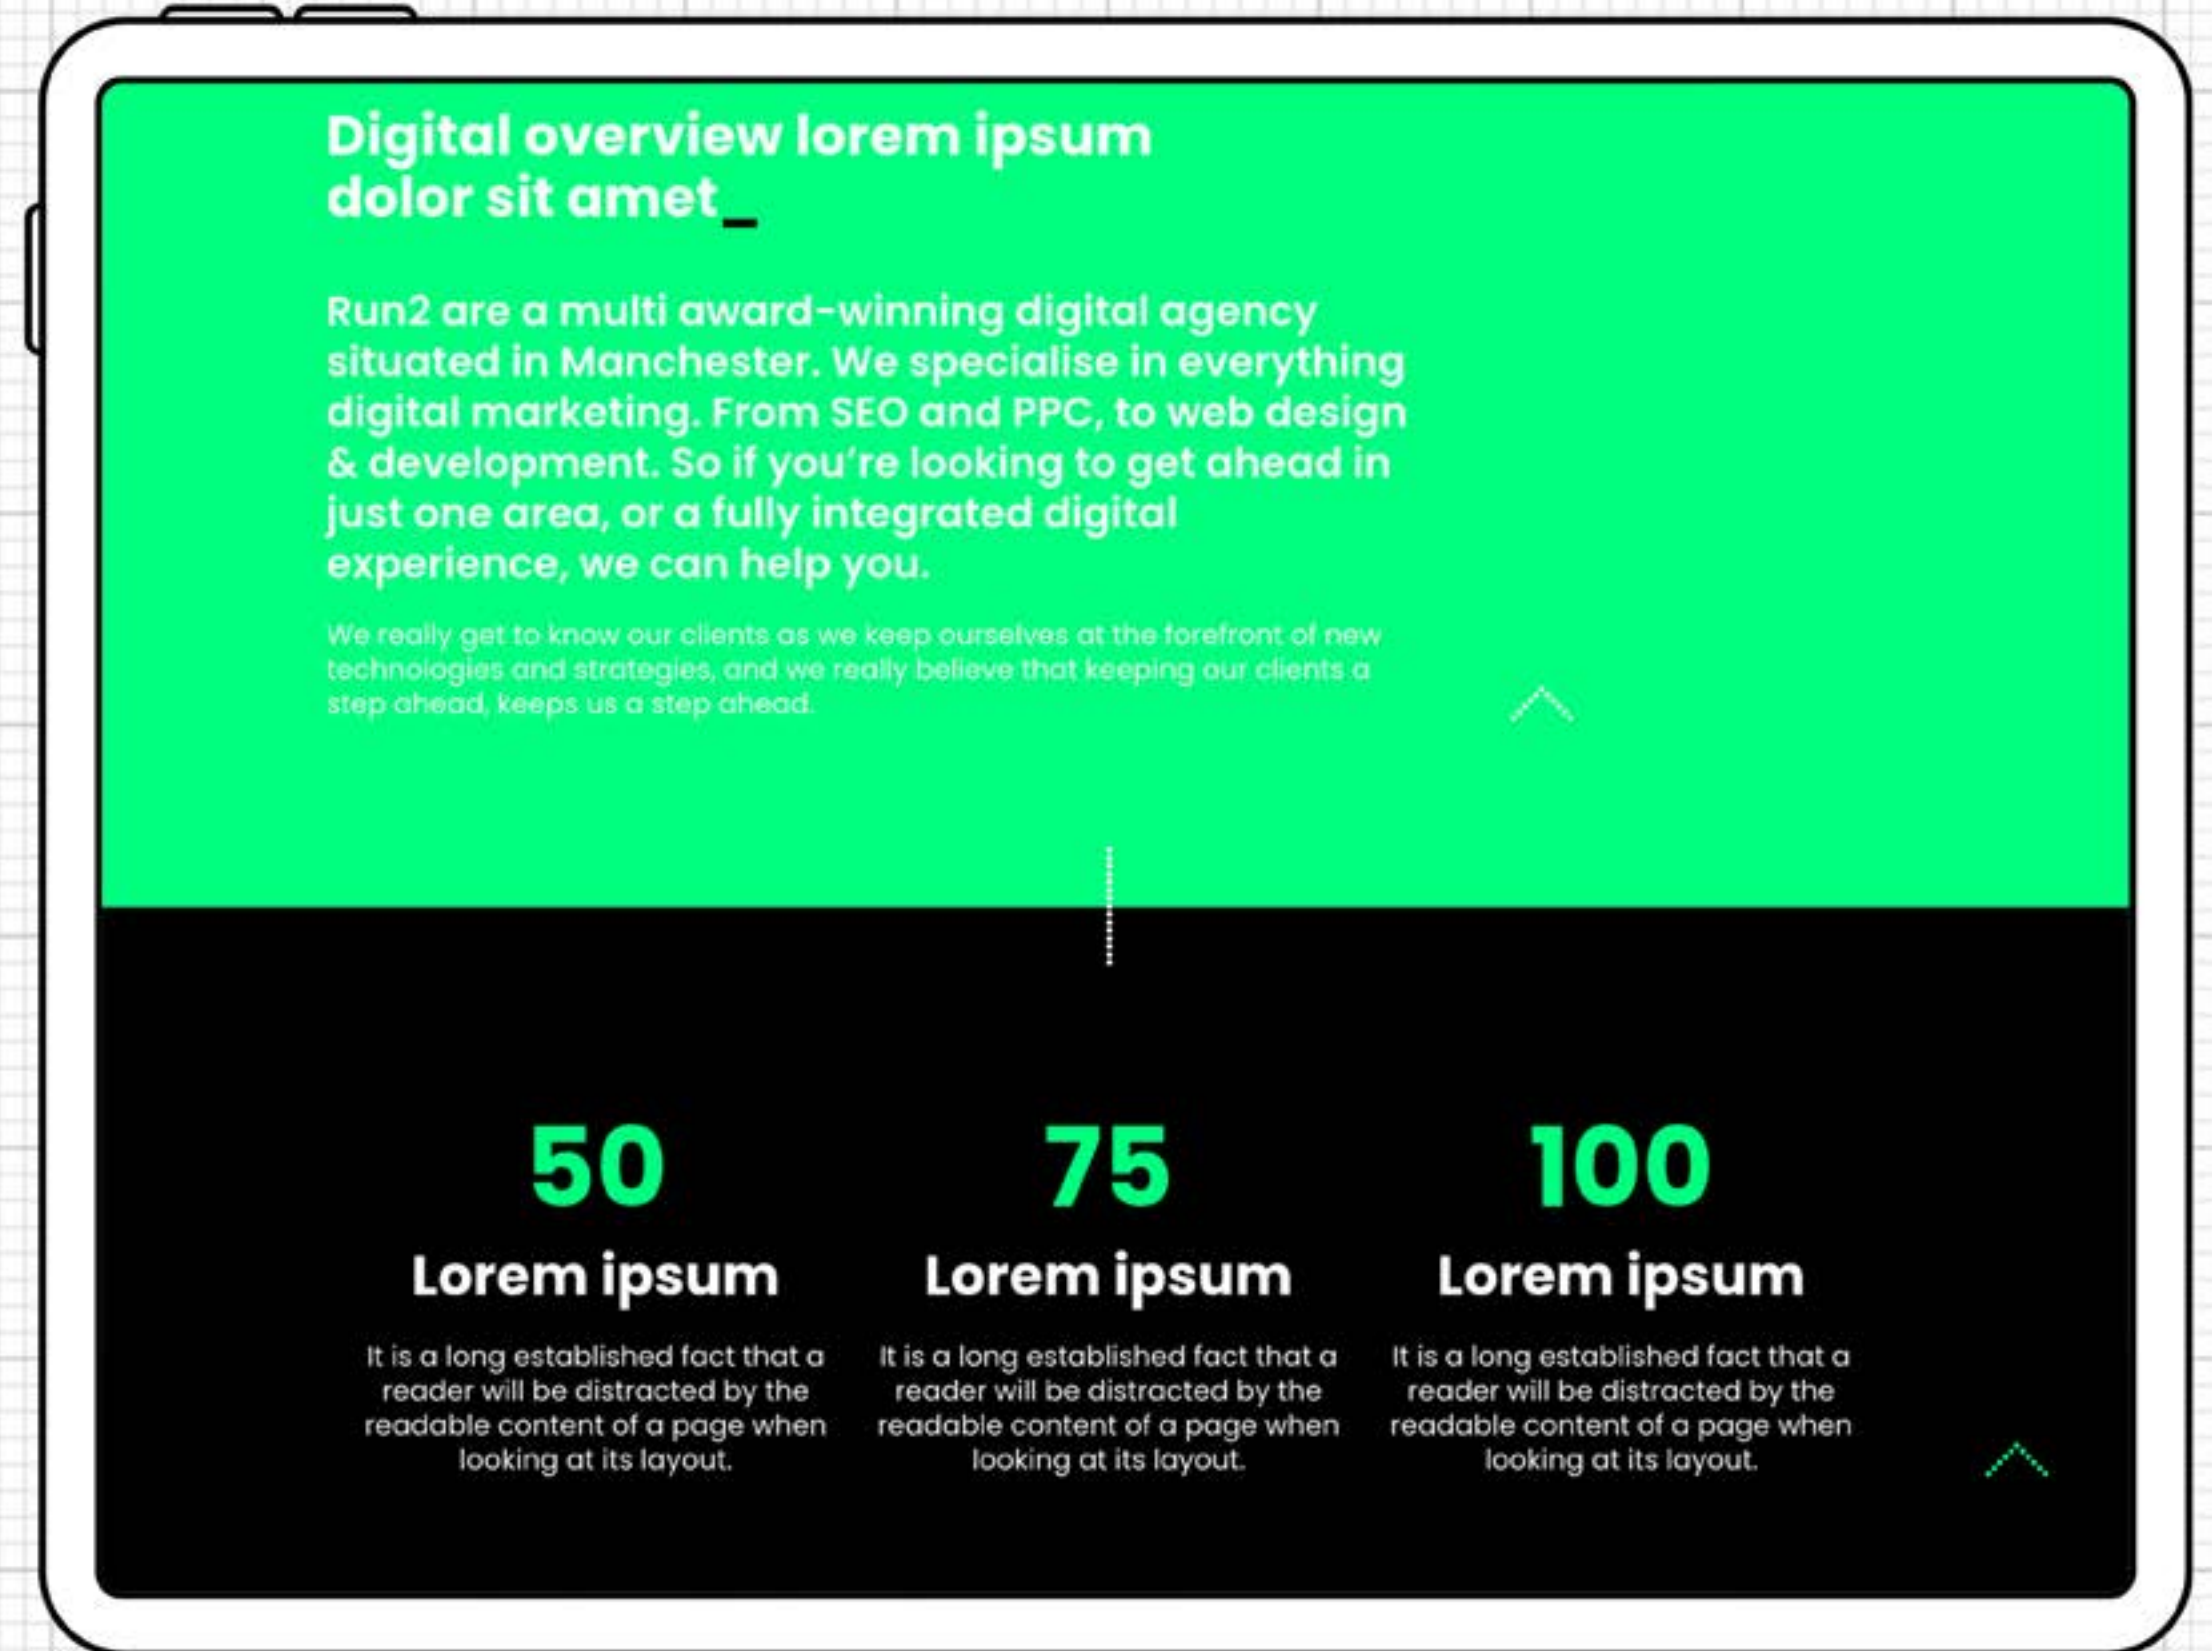 Digital overview lorem ipsum
dolor sit amet_
Run2 are a multi award-winning digital agency
situated in Manchester. We specialise in everything
digital marketing. From SEO and PPC, to web design
& development. So if you’re looking to get ahead in
just one area, or a fully integrated digital
experience, we can help you.
We really get to know our clients as we keep ourselves at the forefront of new
technologies and strategies, and we really believe that keeping our clients a
step ahead, keeps us a step ahead.
50
Lorem ipsum
It is a long established fact that a
reader will be distracted by the
readable content of a page when
looking at its layout.
75
Lorem ipsum
It is a long established fact that a
reader will be distracted by the
readable content of a page when
looking at its layout.
100
Lorem ipsum
It is a long established fact that a
reader will be distracted by the
readable content of a page when
looking at its layout.